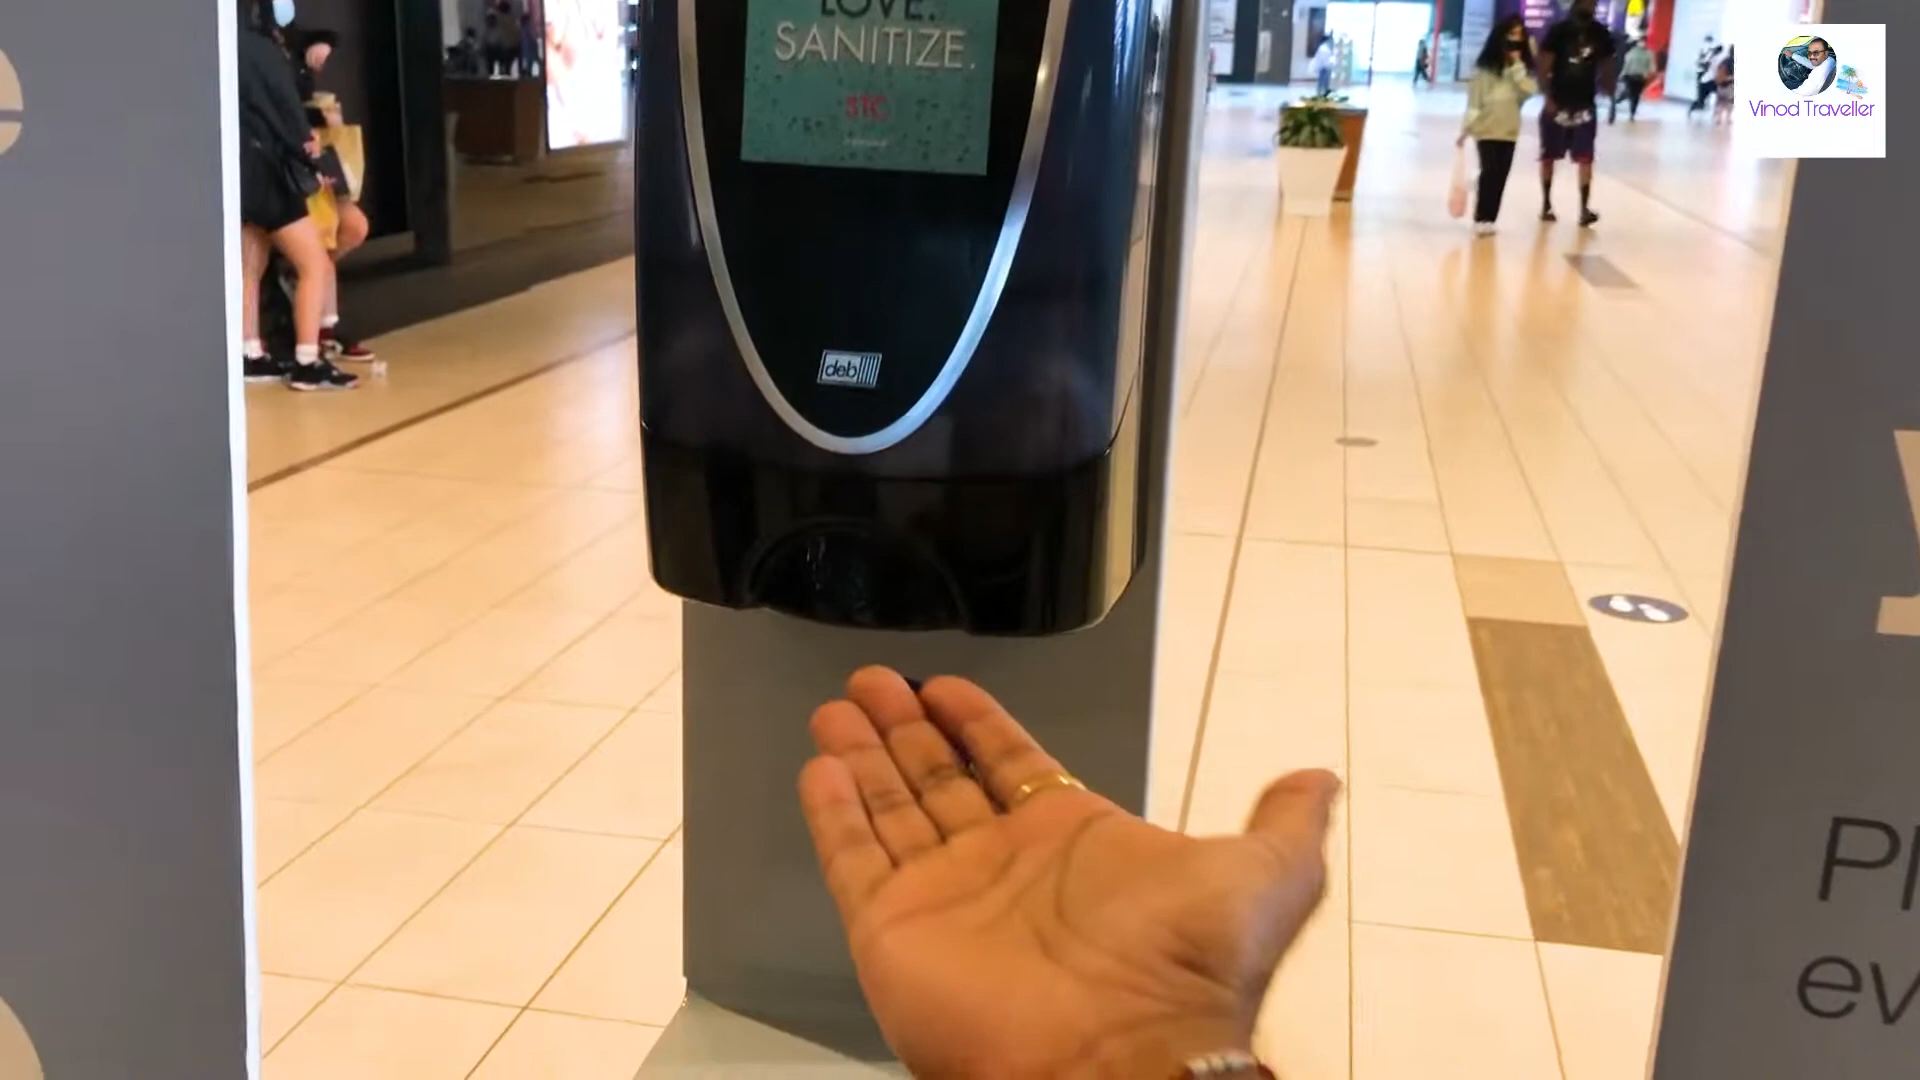 LOVE.
SANITIZE.
STC
deb
Vinod Traveller
Pl
ev